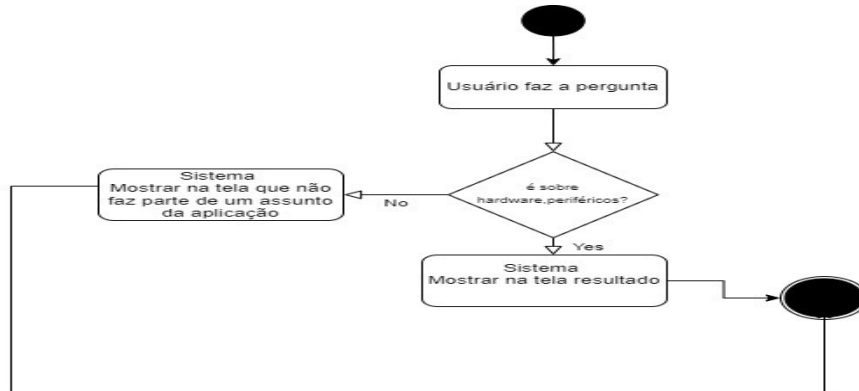 Usuário faz a pergunta
Sistema
Mostrar na tela que não
faz parte de um assunto
da aplicação
No
é sobre
hardware,periféricos?
Yes
Sistema
Mostrar na tela resultado